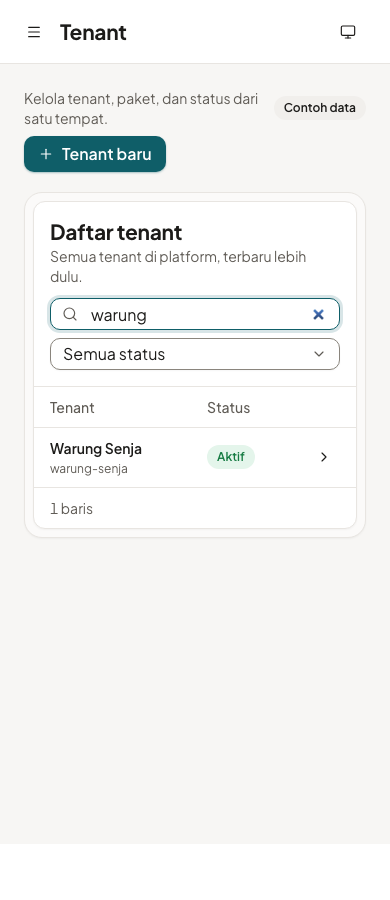 Tenant
Kelola tenant, paket, dan status dari
satu tempat.
Contoh data
Tenant baru
Daftar tenant
Semua tenant di platform, terbaru lebih
dulu.
warung
Semua status
Tenant Status
Warung Senja
warung-senja
Aktif
1 baris